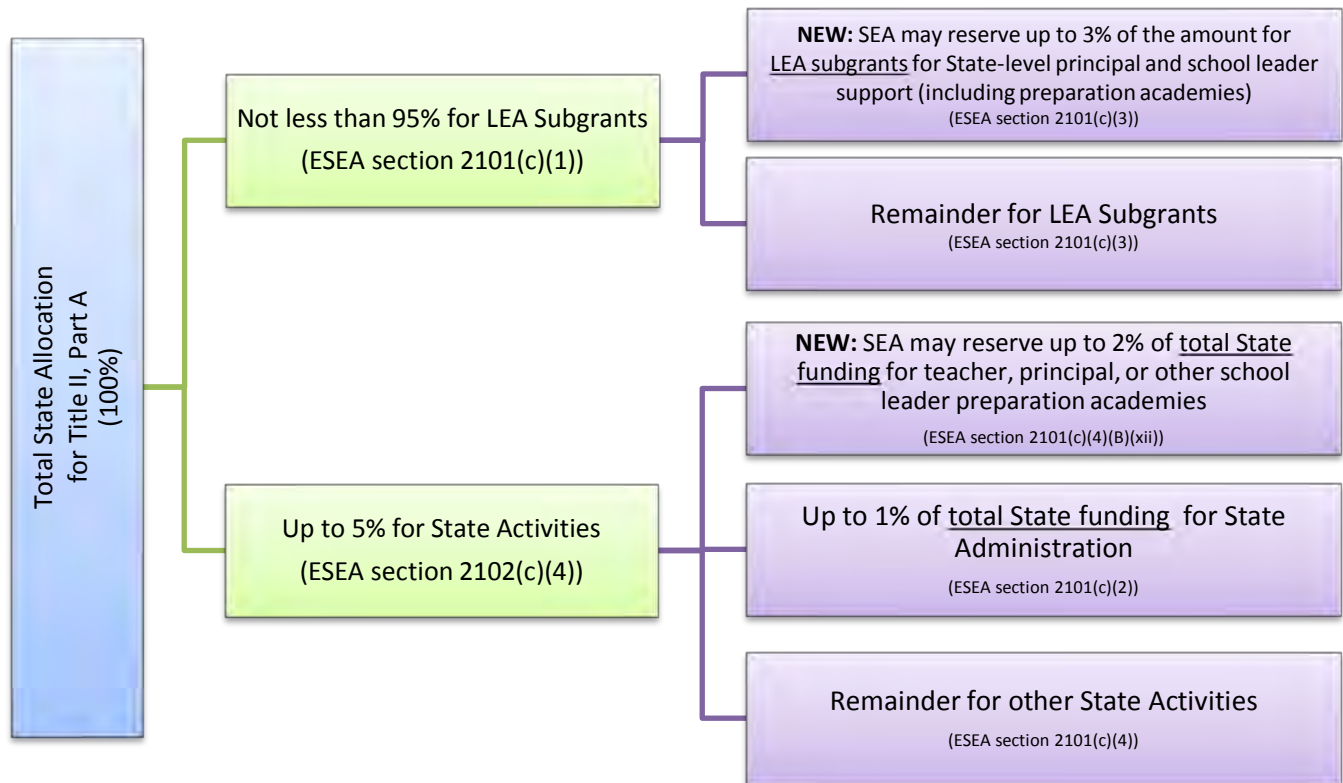 Total State Allocation
for Title II, Part A
(100%)
Not less than 95% for LEA Subgrants
(ESEA section 2101(c)(1))
NEW: SEA may reserve up to 3% of the amount for
LEA subgrants for State-level principal and school leader
support (including preparation academies)
(ESEA section 2101(c)(3))
Remainder for LEA Subgrants
(ESEA section 2101(c)(3))
Up to 5% for State Activities
(ESEA section 2102(c)(4))
NEW: SEA may reserve up to 2% of total State
funding for teacher, principal, or other school
leader preparation academies
(ESEA section 2101(c)(4)(B)(xii))
Up to 1% of total State funding for State
Administration
(ESEA section 2101(c)(2))
Remainder for other State Activities
(ESEA section 2101(c)(4))